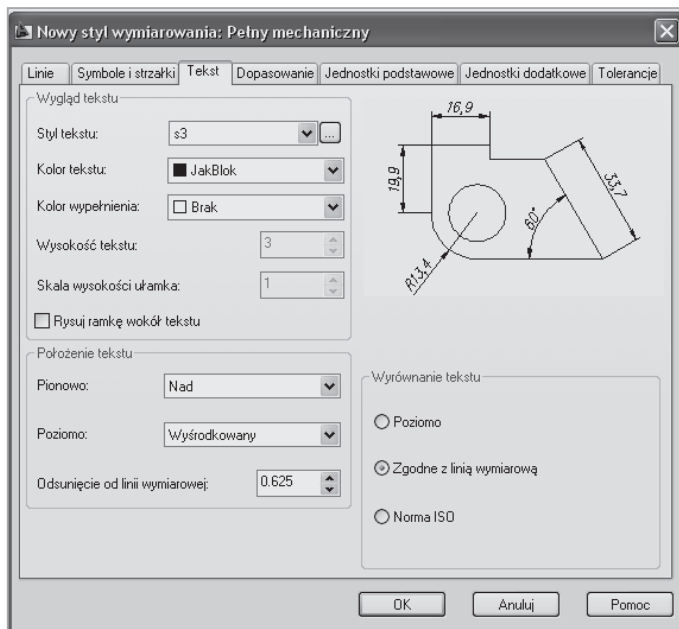 Nowy styl wymiarowania: Pełny mechaniczny
Linie Symbole i strzałki Tekst Dopasowanie Jednostki podstawowe Jednostki dodatkowe Tolerancje
Wygląd tekstu
Styl tekstu: s3 ...
Kolor tekstu: JakBlok
Kolor wypełnienia: Brak
Wysokość tekstu: 3
Skala wysokości ułamka: 1
Rysuj ramkę wokół tekstu
16,9
19,9
33,7
60°
R13,4
Położenie tekstu
Pionowo: Nad
Poziomo: Wyśrodkowany
Odsunięcie od linii wymiarowej: 0.625
Wyrównanie tekstu
Poziomo
Zgodne z linią wymiarową
Norma ISO
OK Anuluj Pomoc